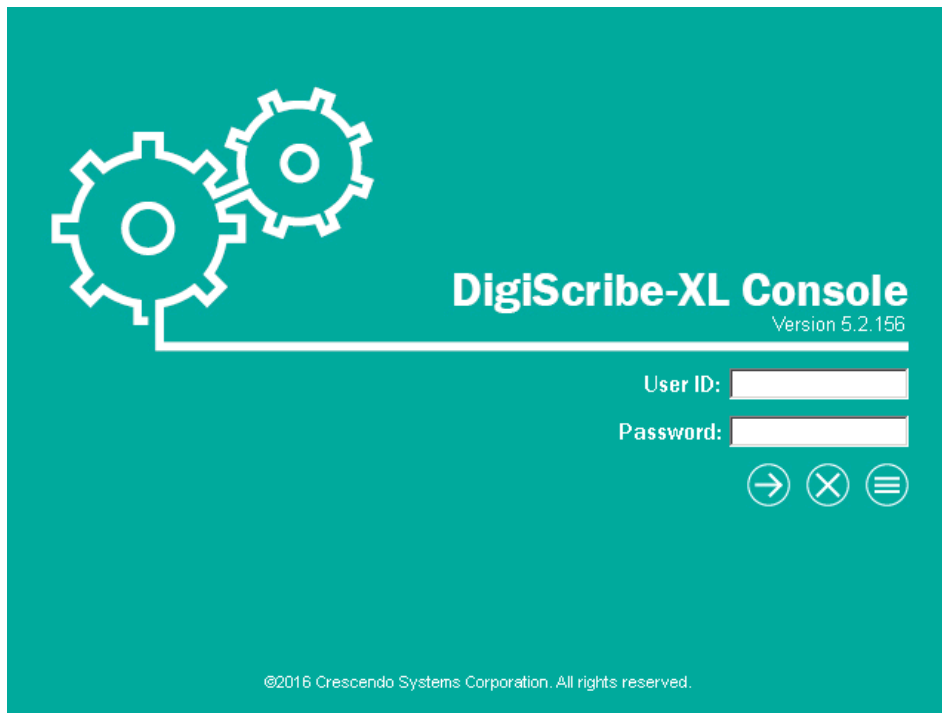 DigiScribe-XL Console
Version 5.2.156
User ID:
Password:
©2016 Crescendo Systems Corporation. All rights reserved.